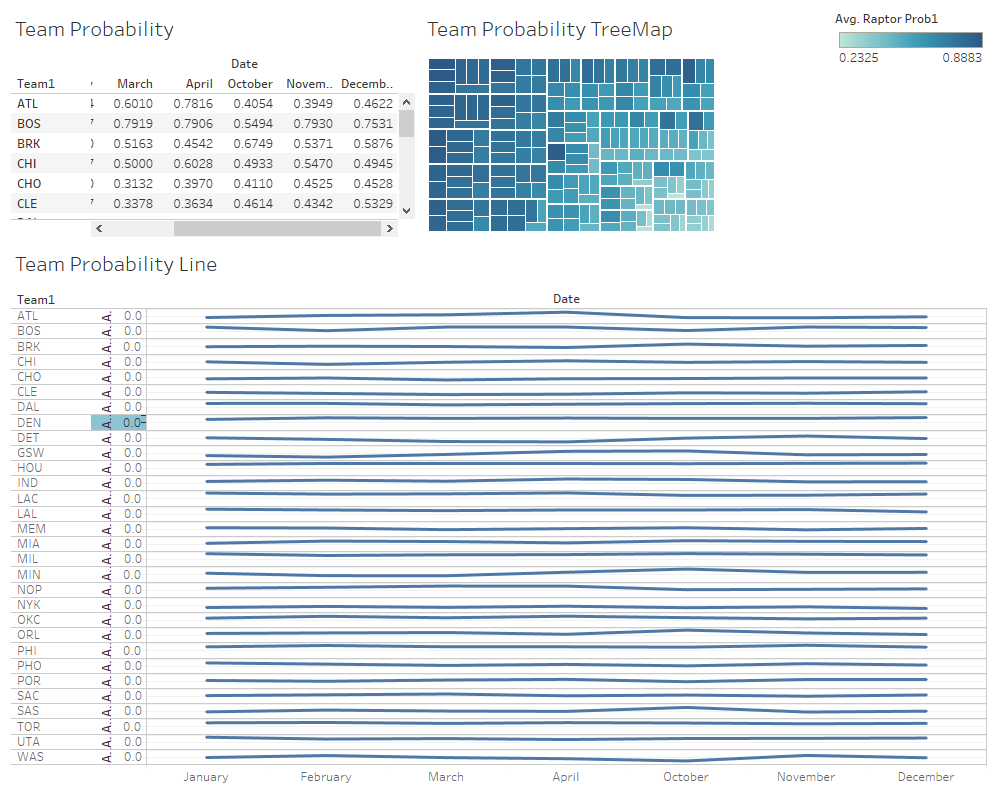 Team Probability
Date
Team1 March April October Novem.. Decemb..
ATL 4 0.6010 0.7816 0.4054 0.3949 0.4622
BOS 7 0.7919 0.7906 0.5494 0.7930 0.7531
BRK 0.5163 0.4542 0.6749 0.5371 0.5876
CHI 7 0.5000 0.6028 0.4933 0.5470 0.4945
CHO 0.3132 0.3970 0.4110 0.4525 0.4528
CLE 7 0.3378 0.3634 0.4614 0.4342 0.5329
Team Probability TreeMap
Avg. Raptor Prob1
0.2325 0.8883
Team Probability Line
Team1 Date
ATL A. 0.0
BOS A. 0.0
BRK A. 0.0
CHI A. 0.0
CHO A. 0.0
CLE A. 0.0
DAL A. 0.0
DEN A. 0.0
DET A. 0.0
GSW A. 0.0
HOU A. 0.0
IND A. 0.0
LAC A. 0.0
LAL A. 0.0
MEM A. 0.0
MIA A. 0.0
MIL A. 0.0
MIN A. 0.0
NOP A. 0.0
NYK A. 0.0
OKC A. 0.0
ORL A. 0.0
PHI A. 0.0
PHO A. 0.0
POR A. 0.0
SAC A. 0.0
SAS A. 0.0
TOR A. 0.0
UTA A. 0.0
WAS A. 0.0
January February March April October November December